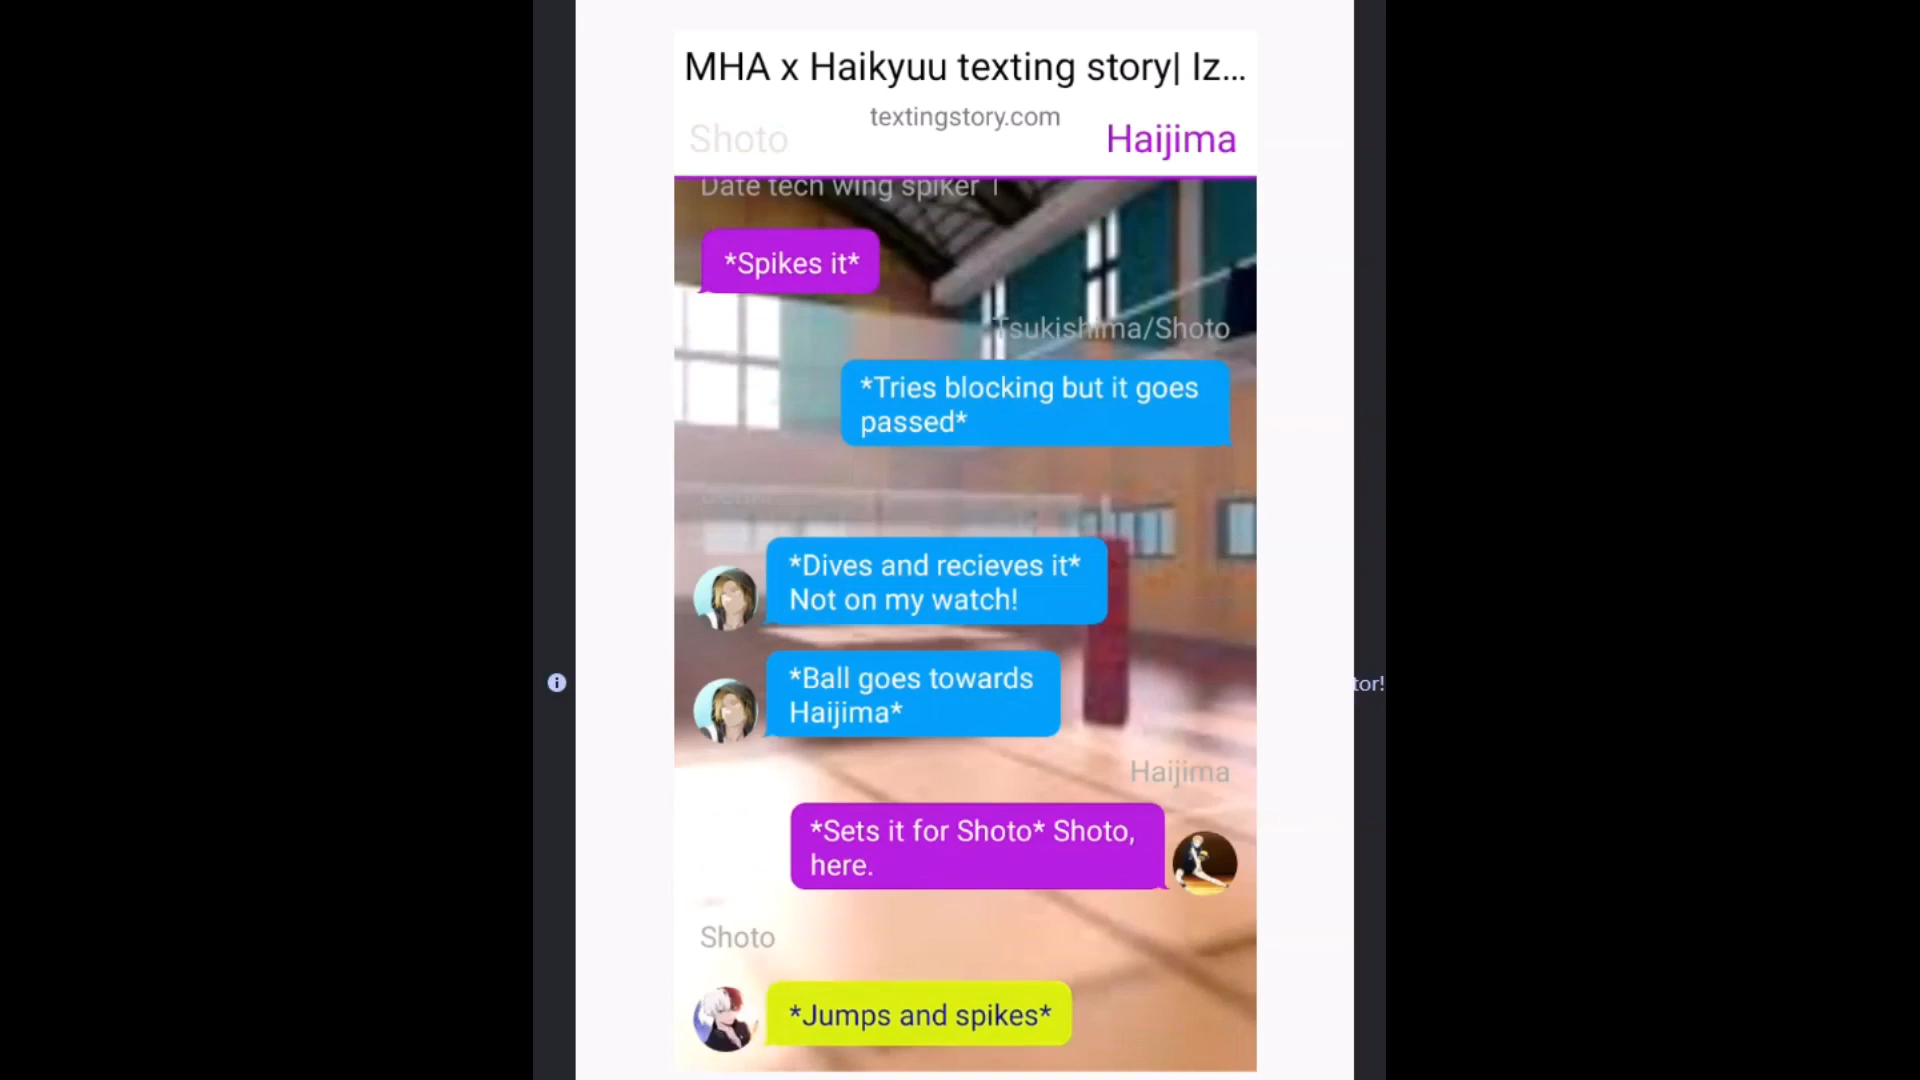 MHA x Haikyuu texting story| Iz...
textingstory.com
Shoto
Haijima
Date tech wing spiker 1
*Spikes it*
Tsukishima/Shoto
*Tries blocking but it goes
passed*
*Dives and recieves it*
Not on my watch!
*Ball goes towards
Haijima*
tor!
Haijima
*Sets it for Shoto* Shoto,
here.
Shoto
*Jumps and spikes*